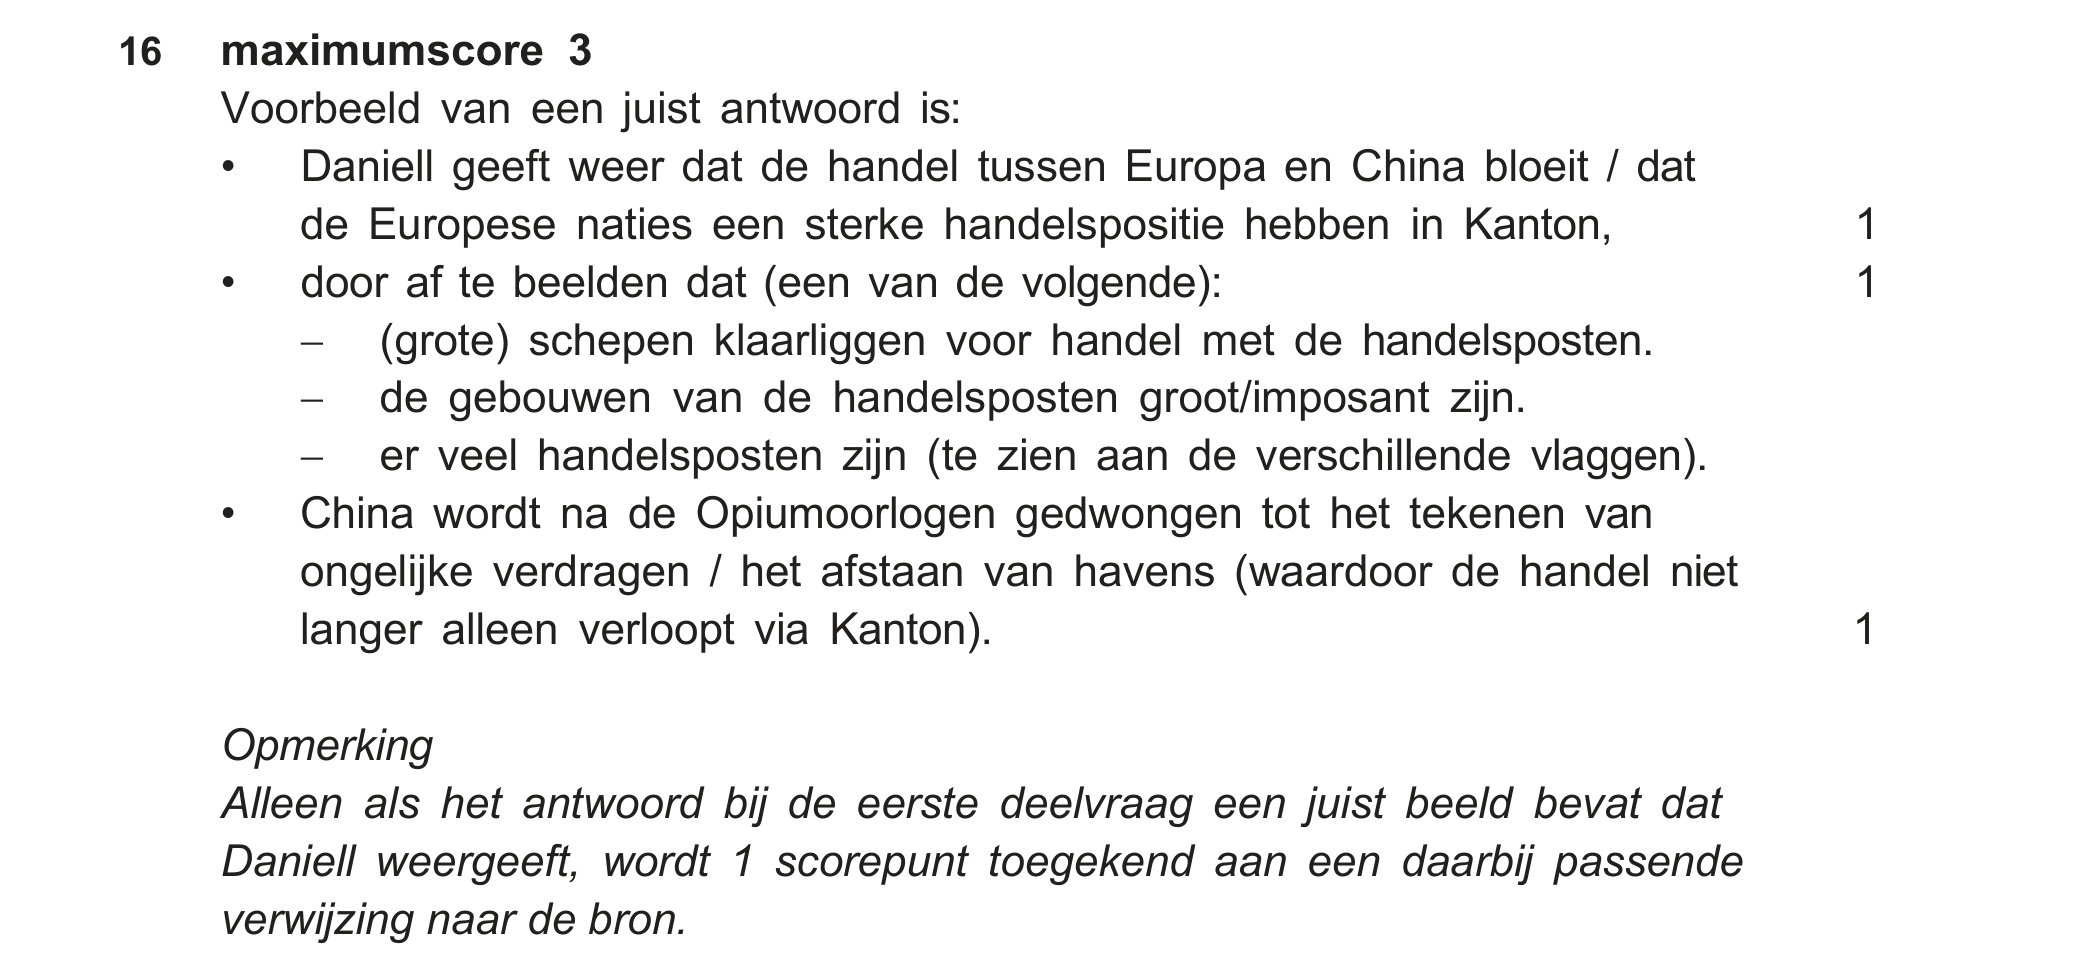 16 maximumscore 3
Voorbeeld van een juist antwoord is:
• Daniell geeft weer dat de handel tussen Europa en China bloeit / dat
de Europese naties een sterke handelspositie hebben in Kanton, 1
• door af te beelden dat (een van de volgende): 1
− (grote) schepen klaarliggen voor handel met de handelsposten.
− de gebouwen van de handelsposten groot/imposant zijn.
− er veel handelsposten zijn (te zien aan de verschillende vlaggen).
• China wordt na de Opiumoorlogen gedwongen tot het tekenen van
ongelijke verdragen / het afstaan van havens (waardoor de handel niet
langer alleen verloopt via Kanton). 1
Opmerking
Alleen als het antwoord bij de eerste deelvraag een juist beeld bevat dat
Daniell weergeeft, wordt 1 scorepunt toegekend aan een daarbij passende
verwijzing naar de bron.